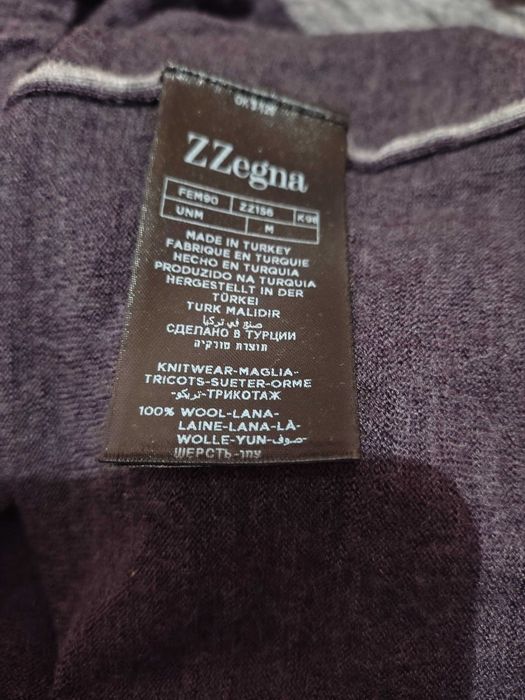 ZZegna
FEM90 ZZ156 K98
UNM M
MADE IN TURKEY
FABRIQUE EN TURQUIE
HECHO EN TURQUIA
PRODUZIDO NA TURQUIA
HERGESTELLT IN DER
TÜRKEI
TURK MALIDIR
صنع في تركيا
СДЕЛАНО В ТУРЦИИ
תוצרת טורקיה
KNITWEAR-MAGLIA-
TRICOTS-SUETER-ORME
-تريكو-ТРИКОТАЖ
100% WOOL-LANA-
LAINE-LANA-LÃ-
WOLLE-YUN-صوف-
ШЕРСТЬ-צמר